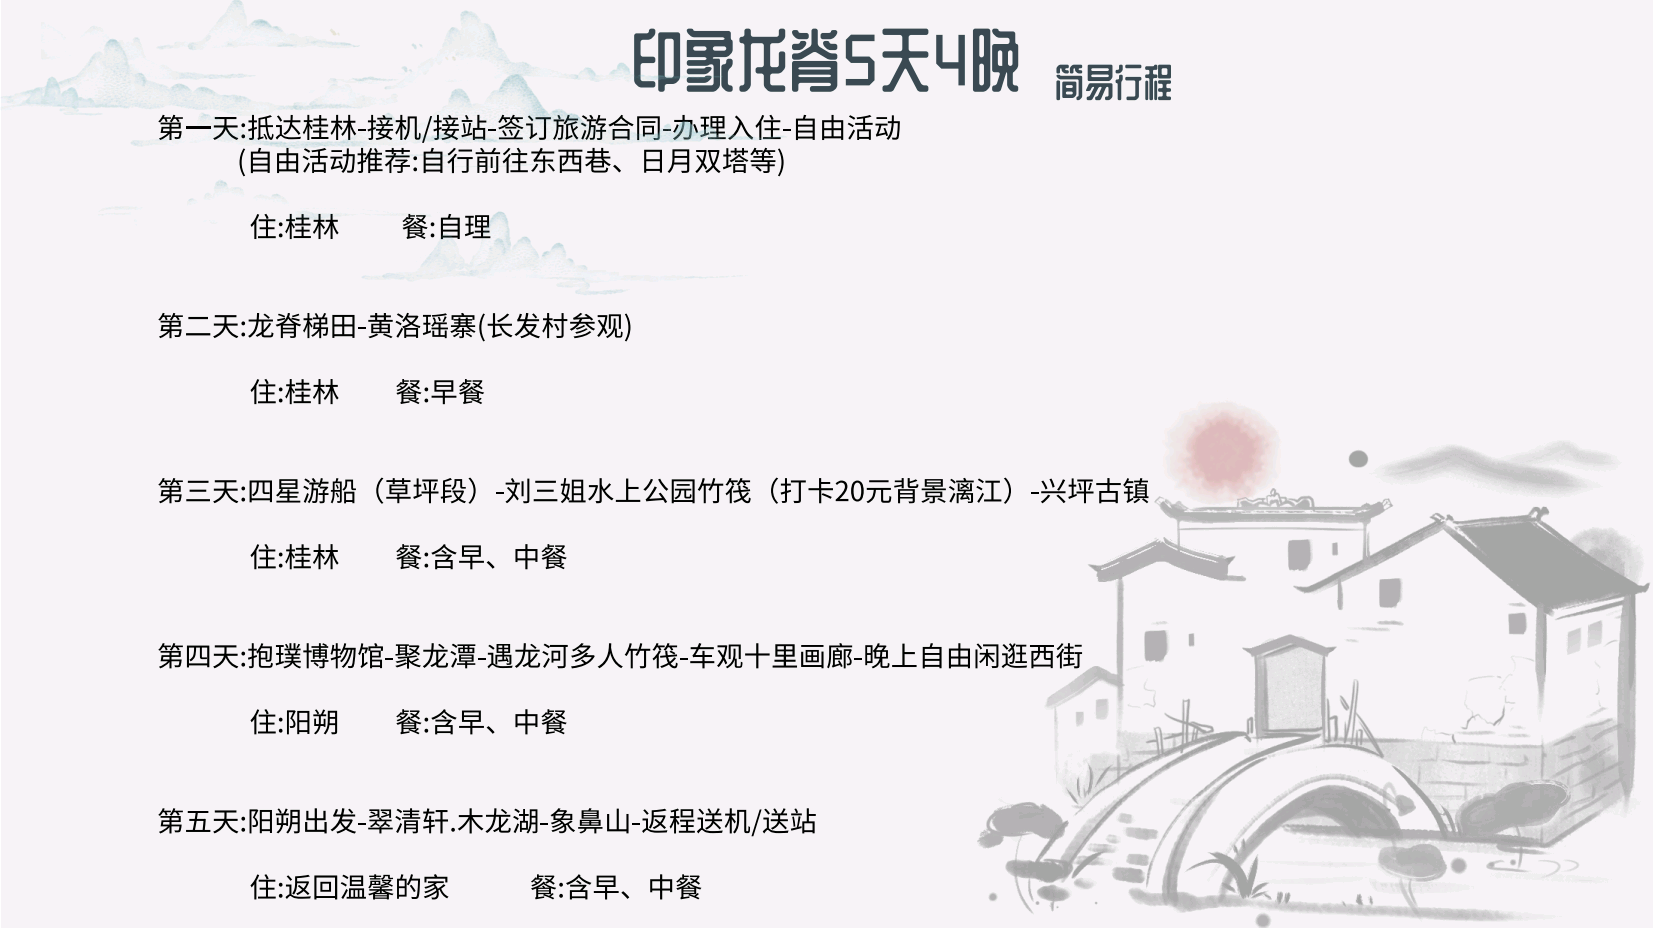 印象龙脊5天4晚 简易行程
第一天:抵达桂林-接机/接站-签订旅游合同-办理入住-自由活动
(自由活动推荐:自行前往东西巷、日月双塔等)
住:桂林 餐:自理
第二天:龙脊梯田-黄洛瑶寨(长发村参观)
住:桂林 餐:早餐
第三天:四星游船（草坪段）-刘三姐水上公园竹筏（打卡20元背景漓江）-兴坪古镇
住:桂林 餐:含早、中餐
第四天:抱璞博物馆-聚龙潭-遇龙河多人竹筏-车观十里画廊-晚上自由闲逛西街
住:阳朔 餐:含早、中餐
第五天:阳朔出发-翠清轩.木龙湖-象鼻山-返程送机/送站
住:返回温馨的家 餐:含早、中餐